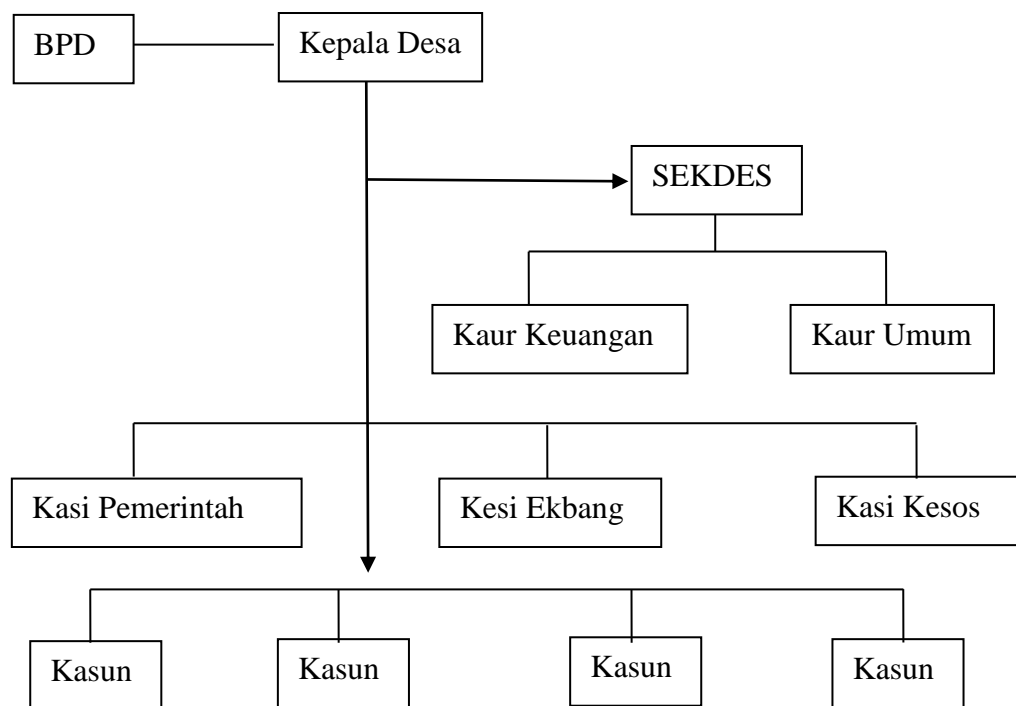 BPD
Kepala Desa
SEKDES
Kaur Keuangan
Kaur Umum
Kasi Pemerintah
Kesi Ekbang
Kasi Kesos
Kasun
Kasun
Kasun
Kasun